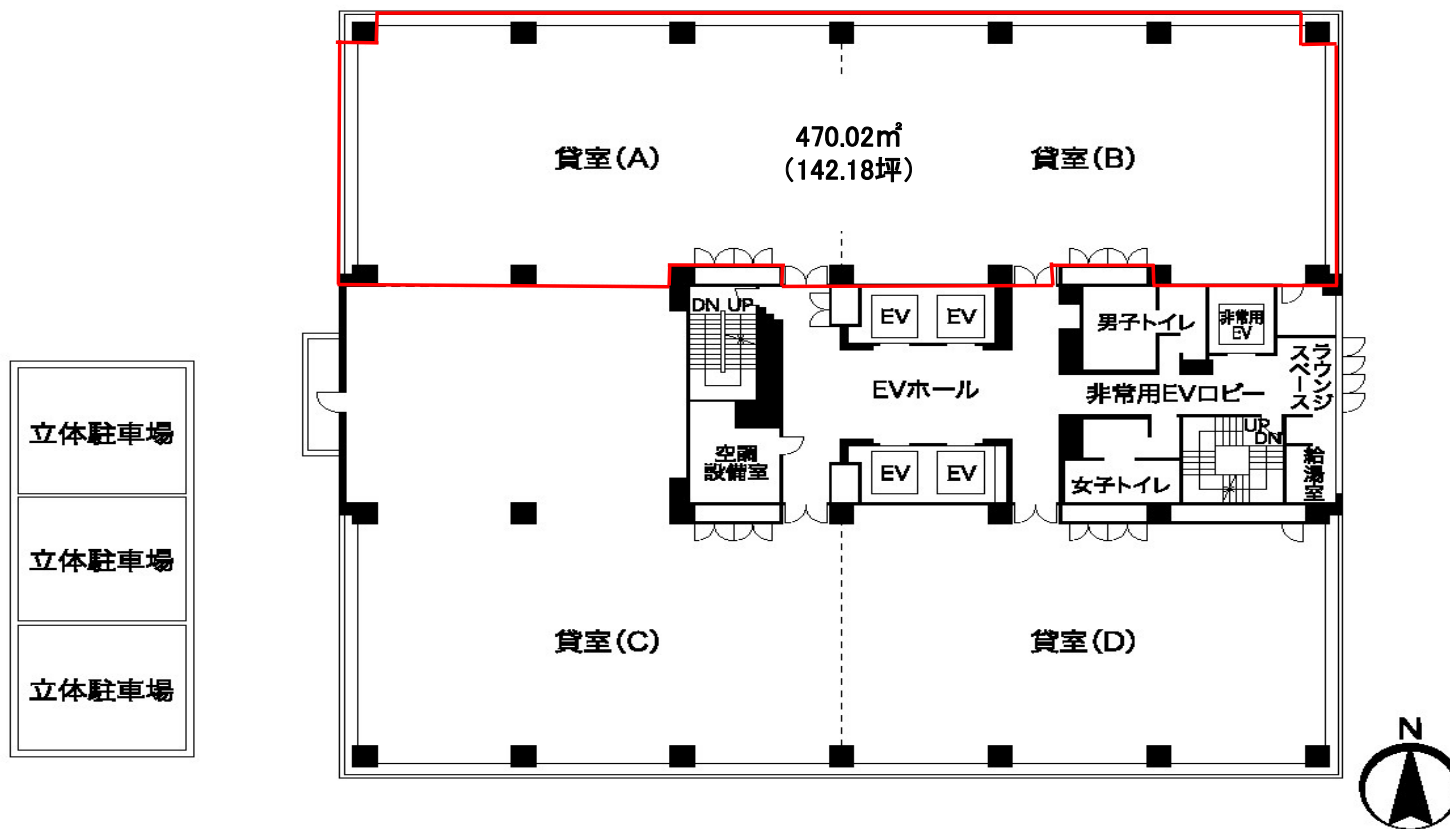 470.02㎡
(142.18坪)
貸室(A)
貸室(B)
DN UP
EV
EV
男子トイレ
非常用
EV
ラウンジ
スペース
EVホール
非常用EVロビー
立体駐車場
UP
DN
空調
設備室
EV
EV
女子トイレ
給湯室
立体駐車場
貸室(C)
貸室(D)
立体駐車場
N